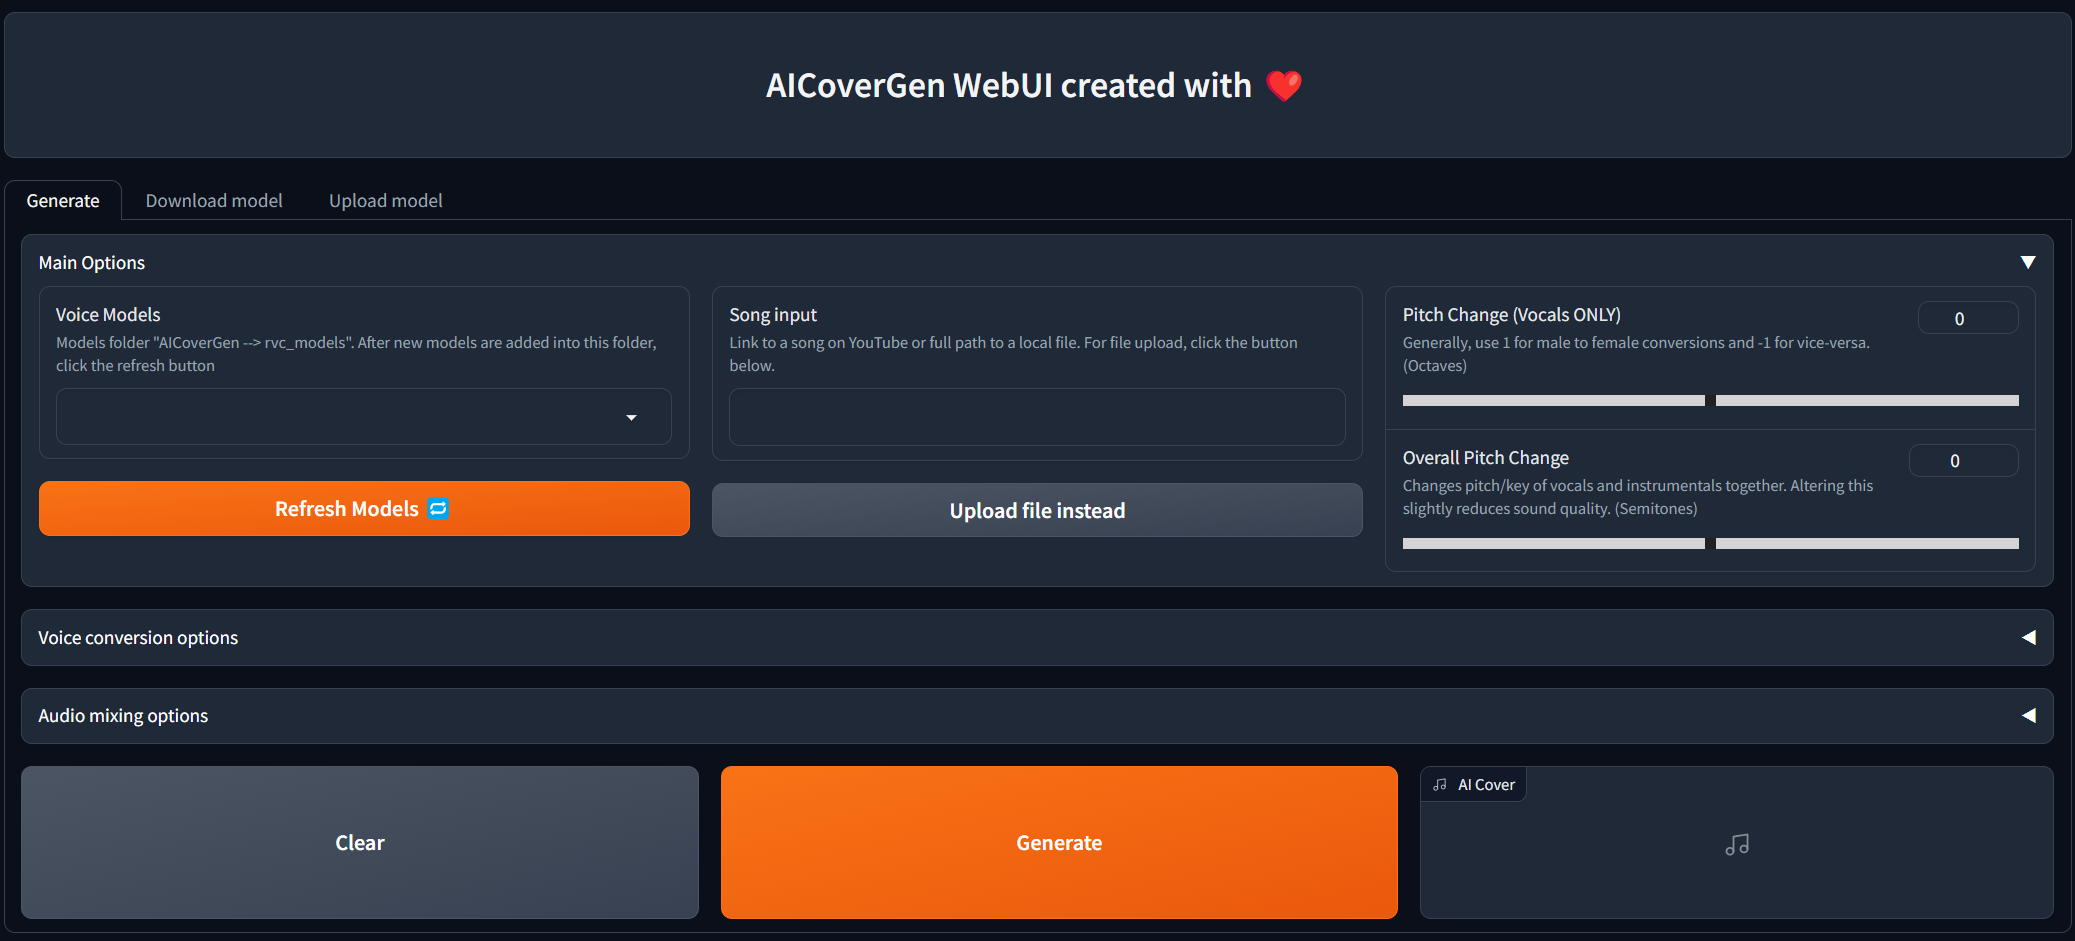 AICoverGen WebUI created with ❤️
Generate
Download model
Upload model
Main Options
Voice Models
Models folder "AICoverGen --> rvc_models". After new models are added into this folder,
click the refresh button
Refresh Models 🔁
Song input
Link to a song on YouTube or full path to a local file. For file upload, click the button
below.
Upload file instead
Pitch Change (Vocals ONLY)
0
Generally, use 1 for male to female conversions and -1 for vice-versa.
(Octaves)
Overall Pitch Change
0
Changes pitch/key of vocals and instrumentals together. Altering this
slightly reduces sound quality. (Semitones)
Voice conversion options
Audio mixing options
Clear
Generate
AI Cover